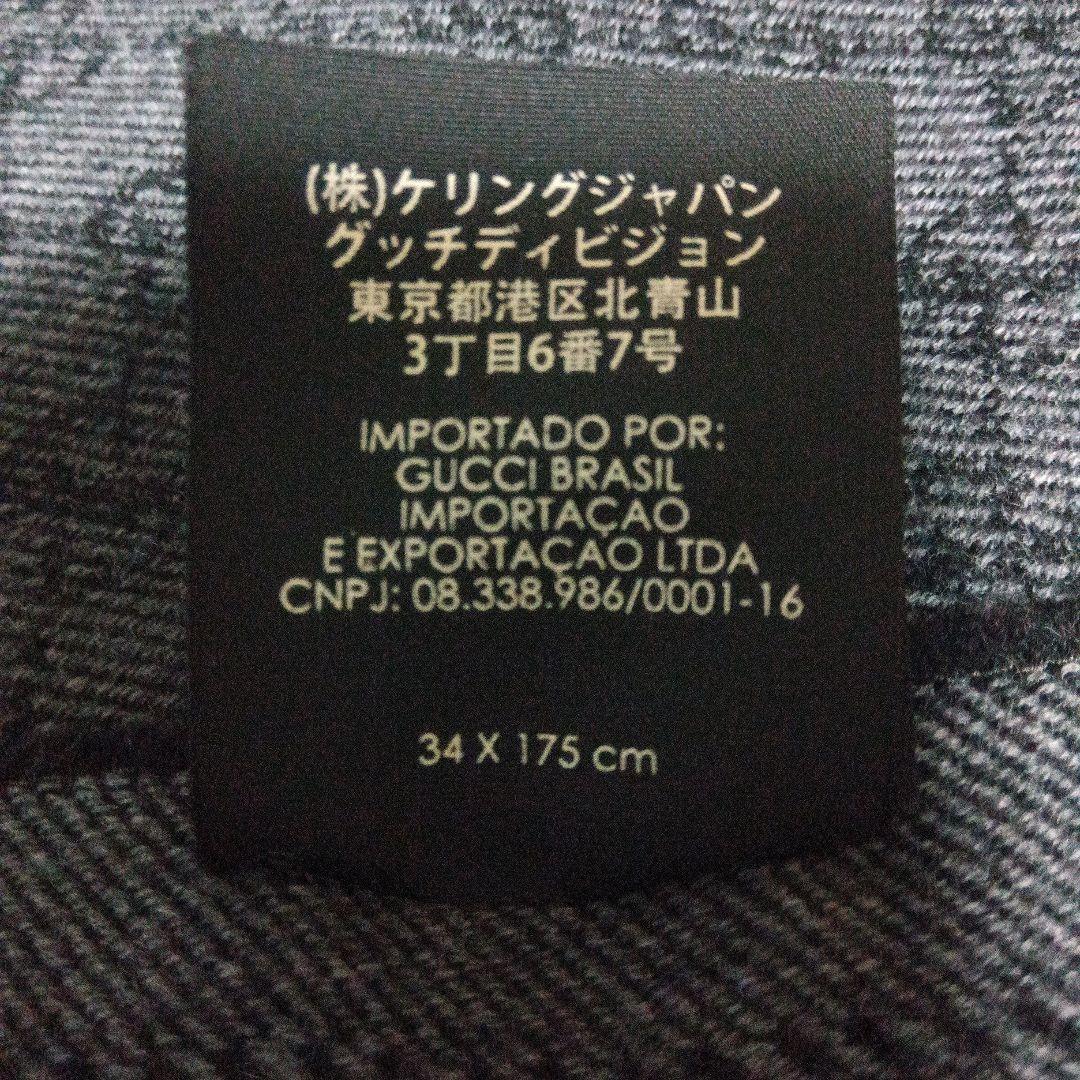 (株)ケリングジャパン
グッチディビジョン
東京都港区北青山
3丁目6番7号
IMPORTADO POR:
GUCCI BRASIL
IMPORTAÇAO
E EXPORTAÇAO LTDA
CNPJ: 08.338.986/0001-16
34 X 175 cm